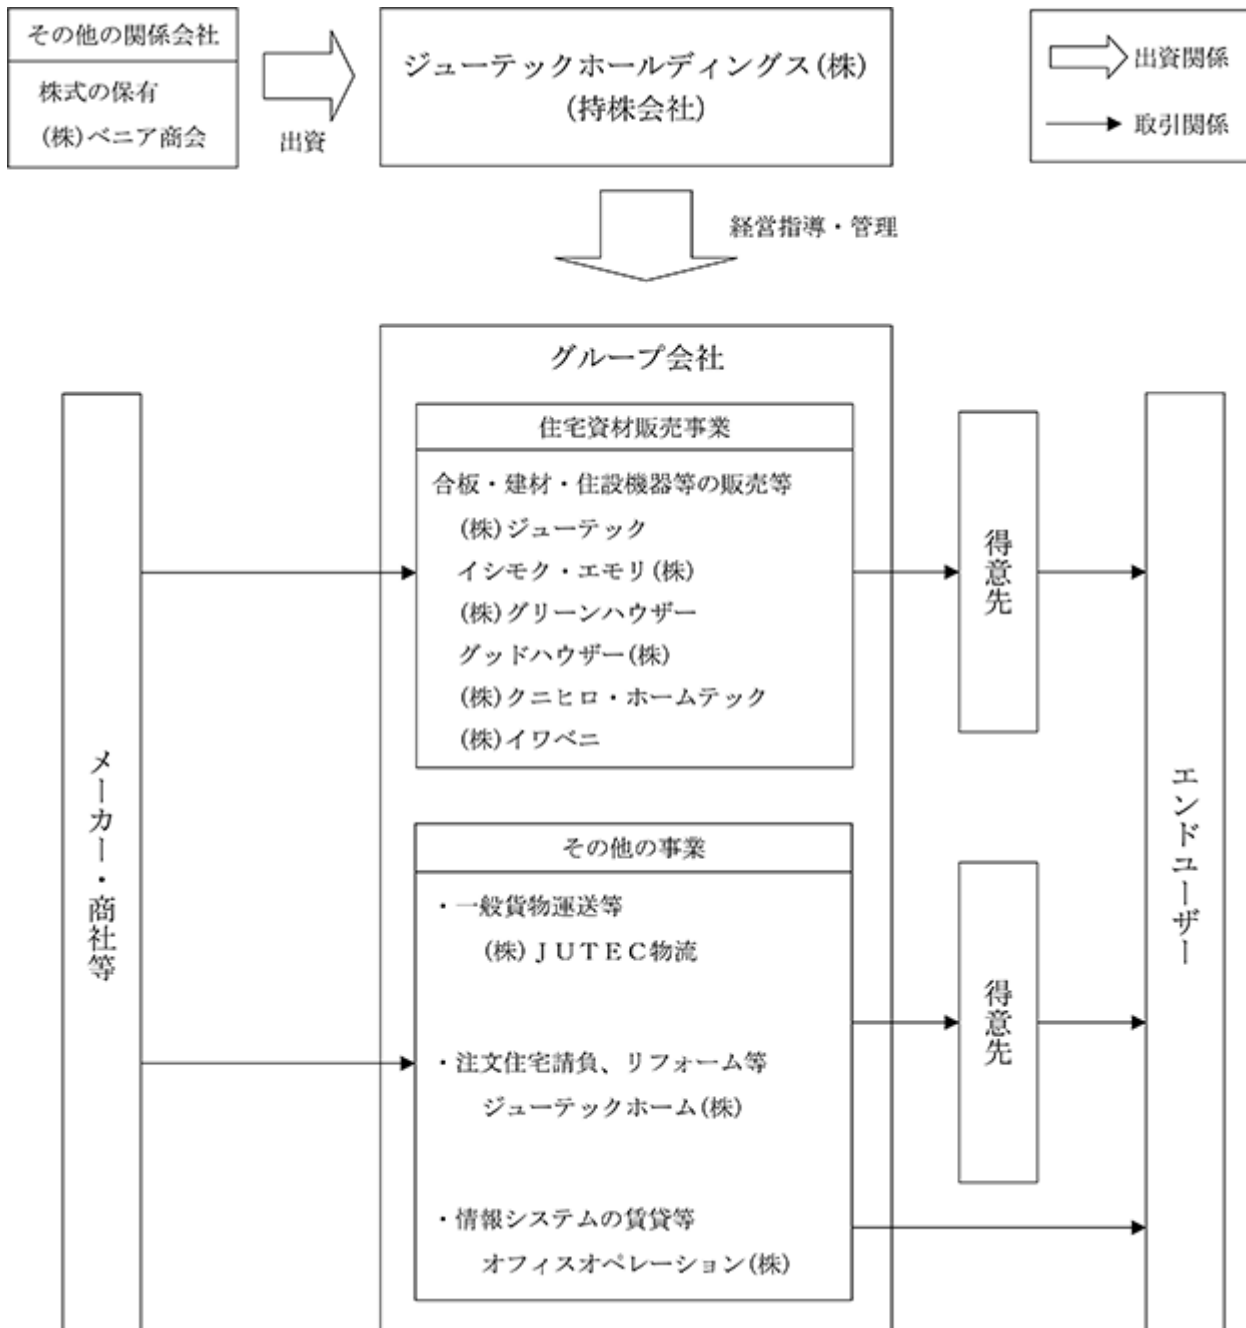 その他の関係会社
株式の保有
(株)ベニア商会
出資
ジューテックホールディングス(株)
(持株会社)
出資関係
取引関係
経営指導・管理
グループ会社
住宅資材販売事業
合板・建材・住設機器等の販売等
(株)ジューテック
イシモク・エモリ(株)
(株)グリーンハウザー
グッドハウザー(株)
(株)クニヒロ・ホームテック
(株)イワベニ
その他の事業
・一般貨物運送等
(株)ＪＵＴＥＣ物流
・注文住宅請負、リフォーム等
ジューテックホーム(株)
・情報システムの賃貸等
オフィスオペレーション(株)
メーカー・商社等
得意先
得意先
エンドユーザー